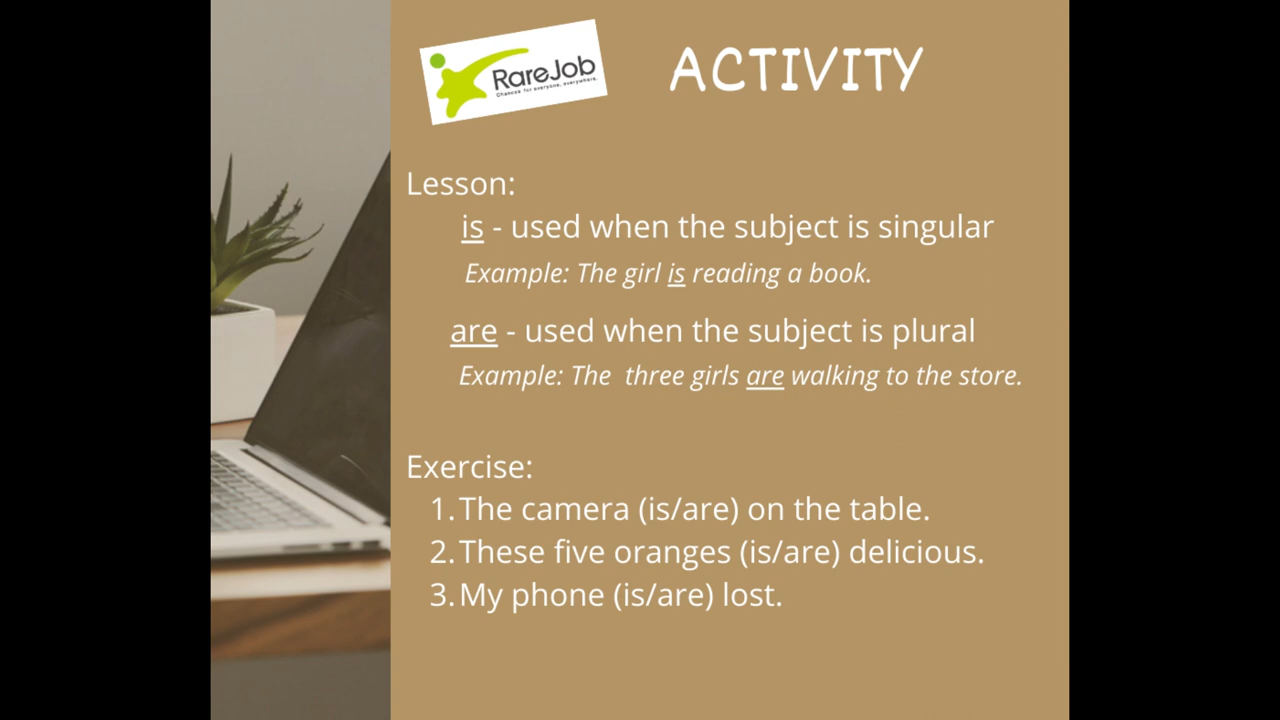 RareJob
Chances for everyone, everywhere.
ACTIVITY
Lesson:
is - used when the subject is singular
Example: The girl is reading a book.
are - used when the subject is plural
Example: The three girls are walking to the store.
Exercise:
1. The camera (is/are) on the table.
2. These five oranges (is/are) delicious.
3. My phone (is/are) lost.